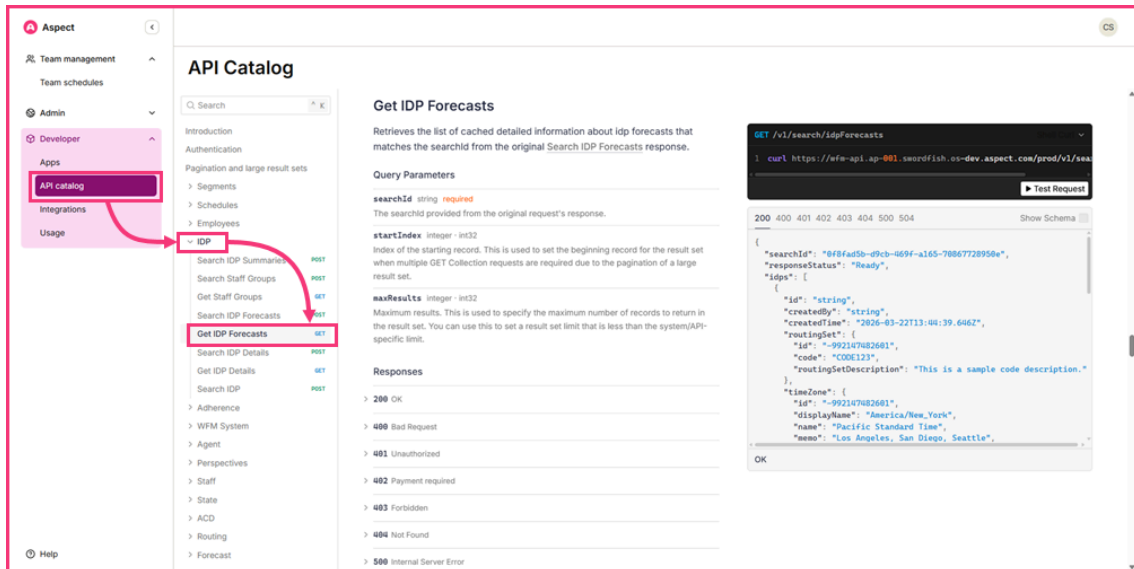 Aspect
CS
Team management
Team schedules
Admin
Developer
Apps
API catalog
Integrations
Usage
Help
API Catalog
Search
^ K
Introduction
Authentication
Pagination and large result sets
Segments
Schedules
Employees
IDP
Search IDP Summaries POST
Search Staff Groups POST
Get Staff Groups GET
Search IDP Forecasts POST
Get IDP Forecasts GET
Search IDP Details POST
Get IDP Details GET
Search IDP POST
Adherence
WFM System
Agent
Perspectives
Staff
State
ACD
Routing
Forecast
Get IDP Forecasts
Retrieves the list of cached detailed information about idp forecasts that
matches the searchId from the original Search IDP Forecasts response.
Query Parameters
searchId string required
The searchId provided from the original request's response.
startIndex integer · int32
Index of the starting record. This is used to set the beginning record for the result set
when multiple GET Collection requests are required due to the pagination of a large
result set.
maxResults integer · int32
Maximum results. This is used to specify the maximum number of records to return in
the result set. You can use this to set a result set limit that is less than the system/API-
specific limit.
Responses
200 OK
400 Bad Request
401 Unauthorized
402 Payment required
403 Forbidden
404 Not Found
500 Internal Server Error
GET /v1/search/idpForecasts
1 curl https://wfm-api.ap-001.swordfish.os-dev.aspect.com/prod/v1/sea
Test Request
200 400 401 402 403 404 500 504 Show Schema
{
"searchId": "0f8fad5b-d9cb-469f-a165-70867728950e",
"responseStatus": "Ready",
"idps": [
{
"id": "string",
"createdBy": "string",
"createdTime": "2026-03-22T13:44:39.646Z",
"routingSet": {
"id": "-992147482601",
"code": "CODE123",
"routingSetDescription": "This is a sample code description."
},
"timeZone": {
"id": "-992147482601",
"displayName": "America/New_York",
"name": "Pacific Standard Time",
"memo": "Los Angeles, San Diego, Seattle",
OK